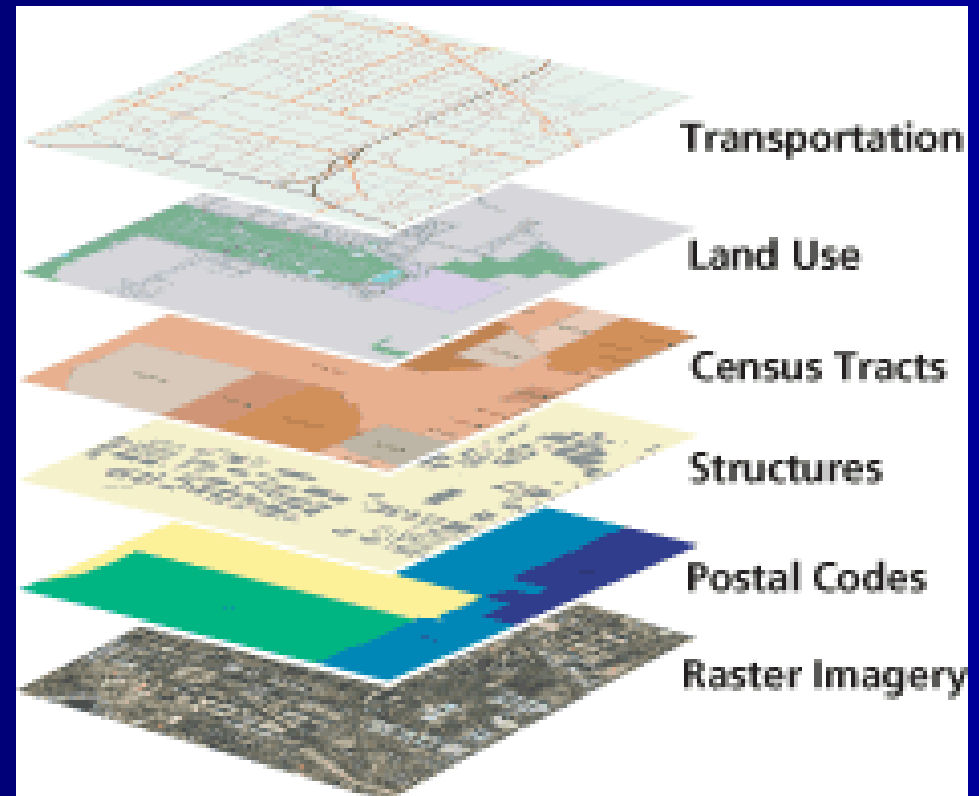 Transportation
Land Use
Census Tracts
Structures
Postal Codes
Raster Imagery